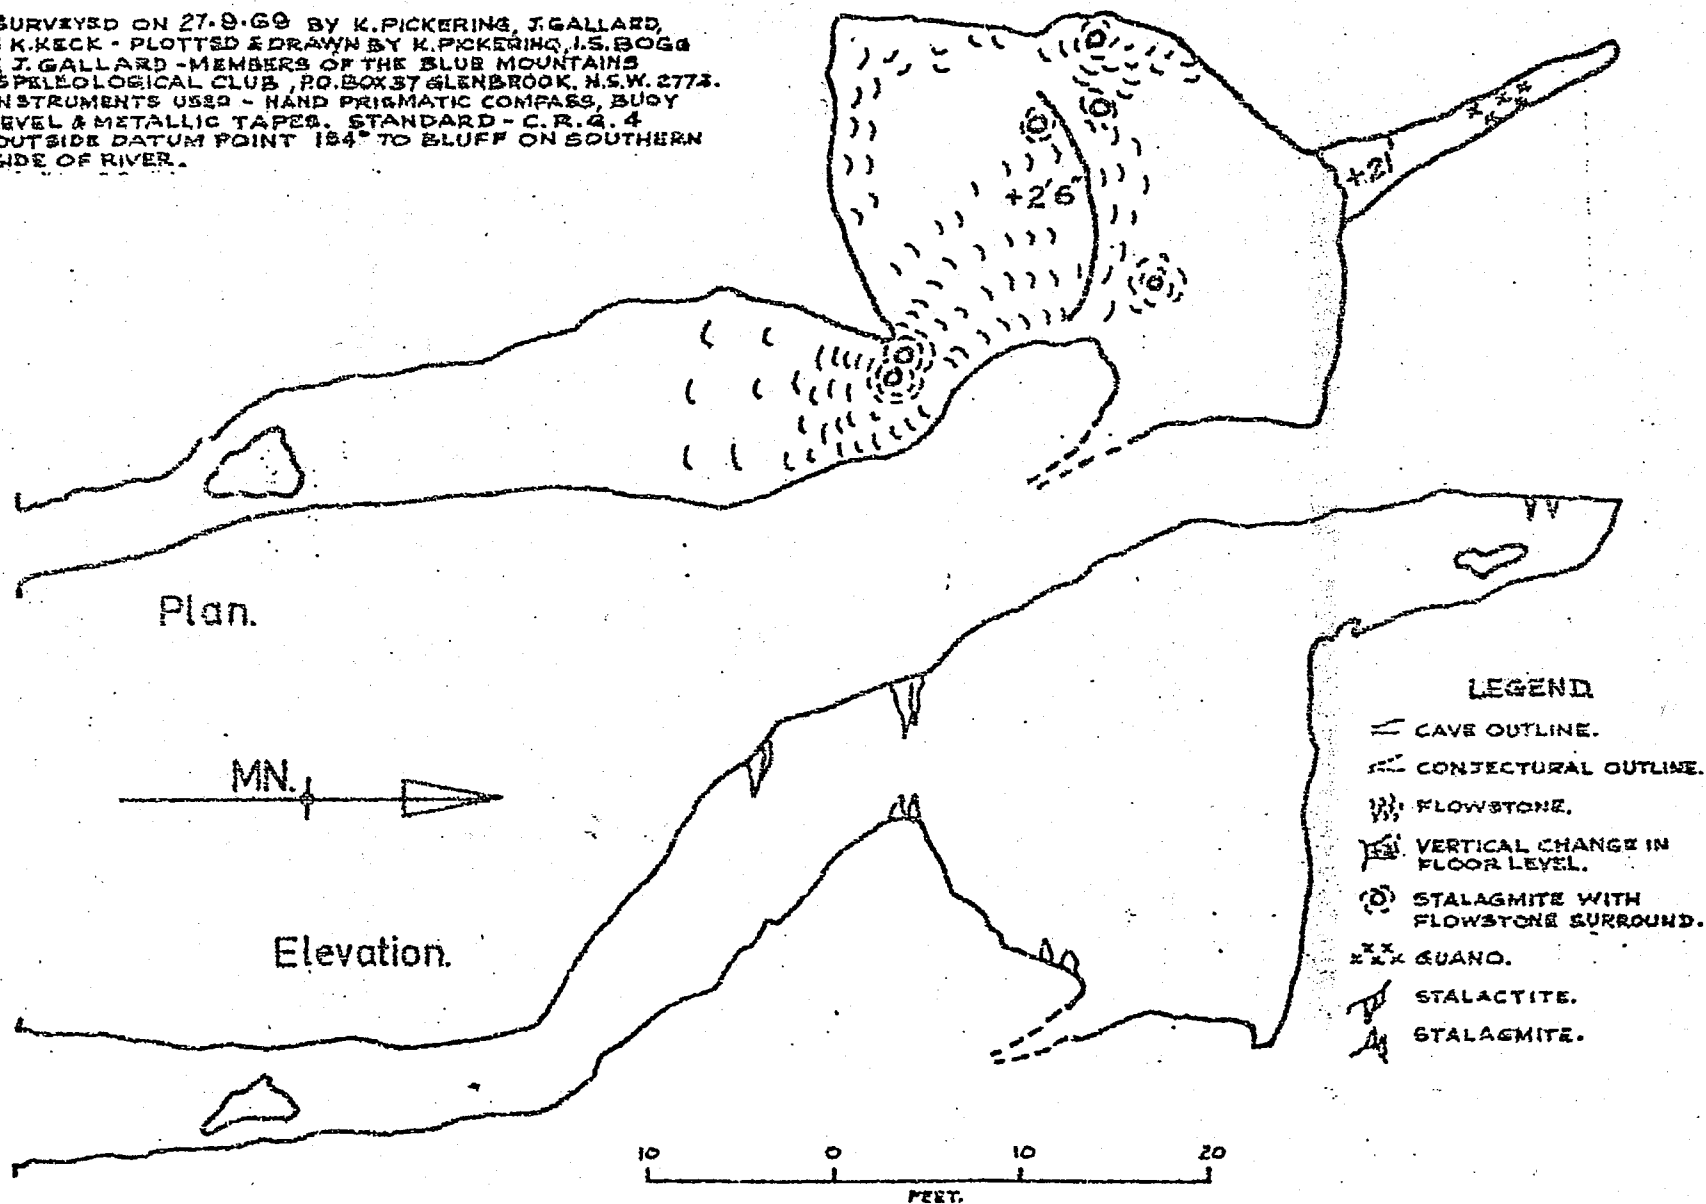 SURVEYED ON 27·9·69 BY K.PICKERING, J.GALLARD,
K.KECK - PLOTTED & DRAWN BY K.PICKERING, I.S.BOGG
J. GALLARD - MEMBERS OF THE BLUE MOUNTAINS
SPELEOLOGICAL CLUB, P.O.BOX 37 GLENBROOK. N.S.W. 2773.
INSTRUMENTS USED - HAND PRISMATIC COMPASS, BUOY
LEVEL & METALLIC TAPES. STANDARD - C.R.G. 4
OUTSIDE DATUM POINT 184° TO BLUFF ON SOUTHERN
SIDE OF RIVER.
+2'6"
+21'
Plan.
MN.
Elevation.
LEGEND
CAVE OUTLINE.
CONJECTURAL OUTLINE.
FLOWSTONE.
VERTICAL CHANGE IN
FLOOR LEVEL.
STALAGMITE WITH
FLOWSTONE SURROUND.
GUANO.
STALACTITE.
STALAGMITE.
10 0 10 20
FEET.